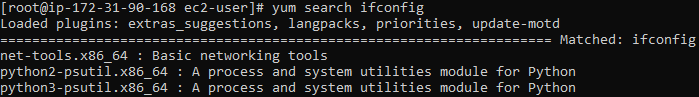 [root@ip-172-31-90-168 ec2-user]# yum search ifconfig
Loaded plugins: extras_suggestions, langpacks, priorities, update-motd
==================================================================== Matched: ifconfig
net-tools.x86_64 : Basic networking tools
python2-psutil.x86_64 : A process and system utilities module for Python
python3-psutil.x86_64 : A process and system utilities module for Python